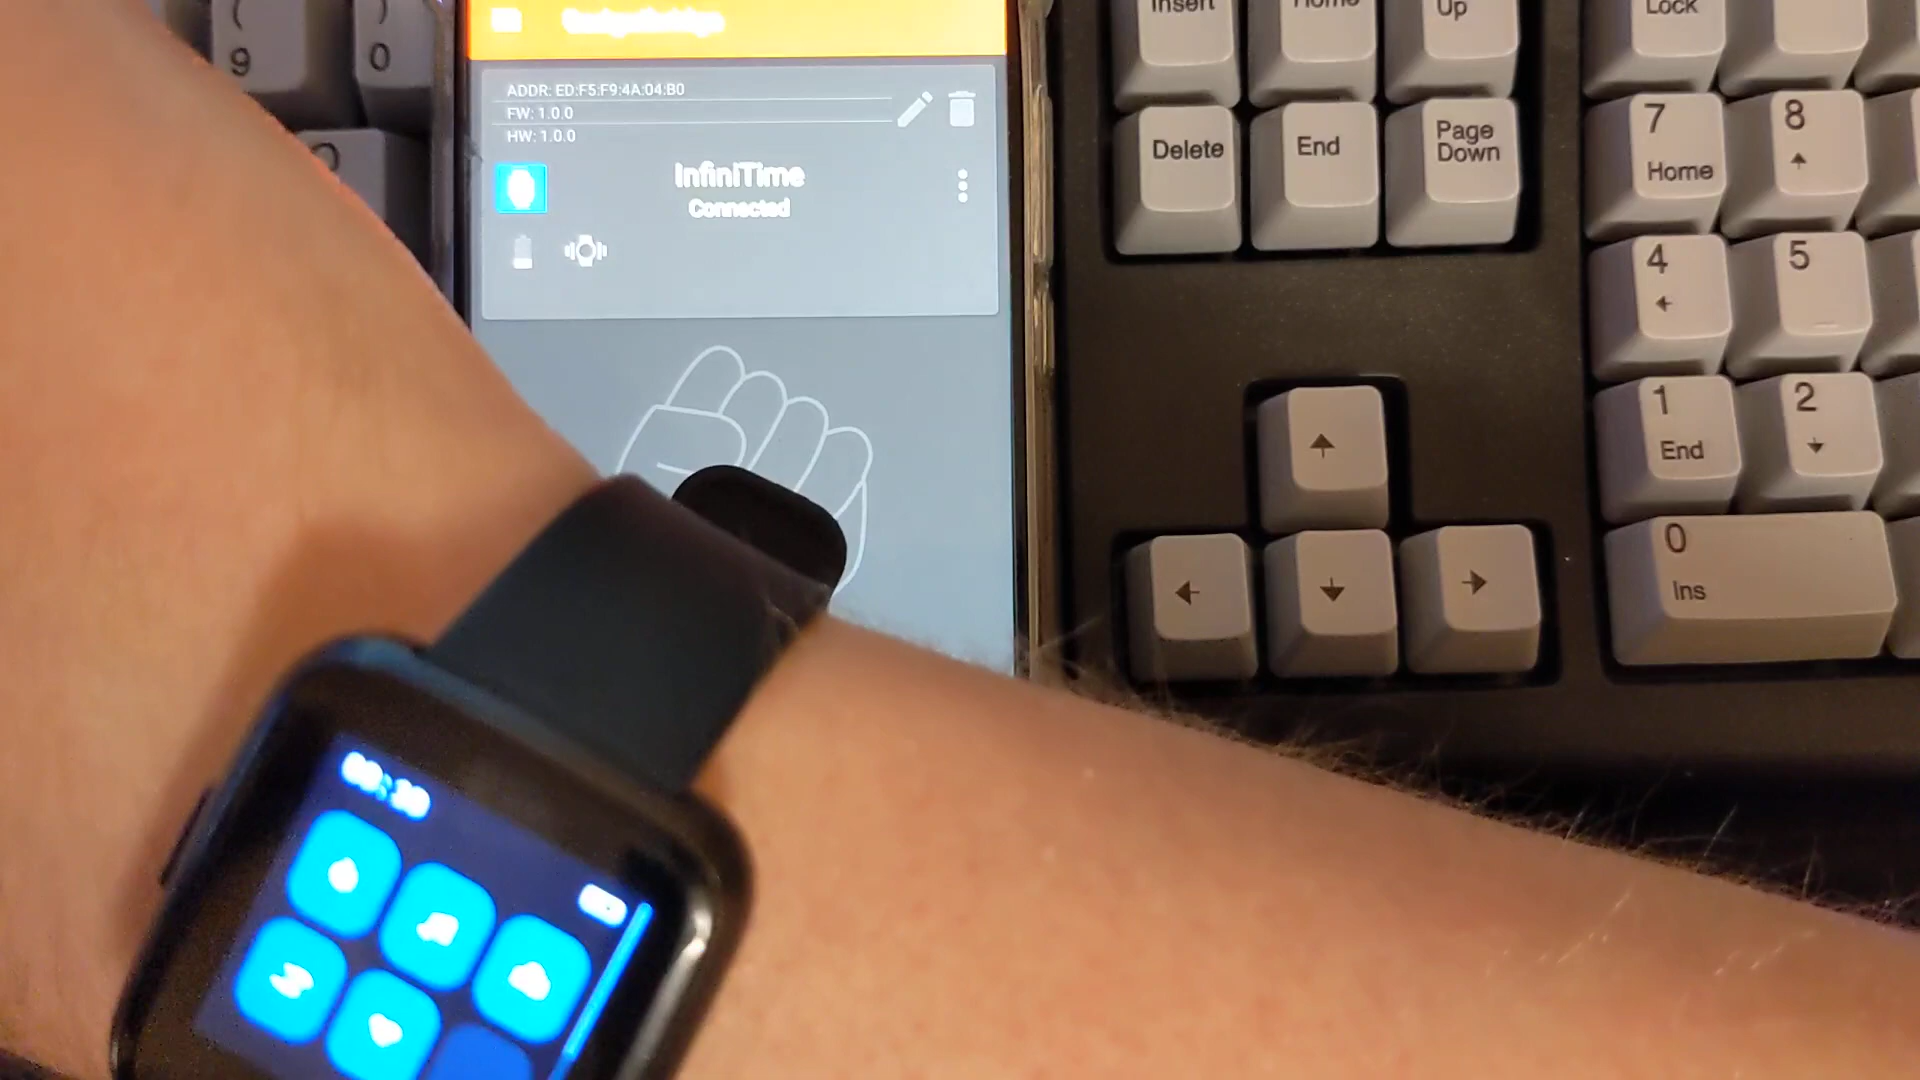 (
9
)
0
ADDR: ED:F5:F9:4A:04:B0
FW: 1.0.0
HW: 1.0.0
InfiniTime
Connected
Insert
Home
Up
Lock
Delete
End
Page
Down
7
Home
8
4
5
1
End
2
0
Ins